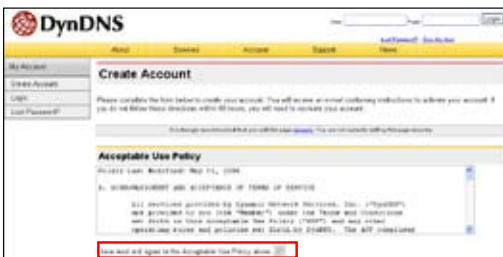 DynDNS
User: Pass: Login
Lost Password? Sign Up Now
About Services Account Support News
My Account
Create Account
Login
Lost Password?
Create Account
Please complete the form below to create your account. You will receive an e-mail containing instructions to activate your account. If
you do not follow these directions within 48 hours, you will need to recreate your account.
Acceptable Use Policy
Policy Last Modified: May 11,
1. ACKNOWLEDGMENT AND ACCEPTANCE OF TERMS OF SERVICE
All services provided by Dynamic Network Services, Inc. ("DynDNS")
are provided to you (the "Member") under the Terms and Conditions
set forth in this Acceptable Use Policy ("AUP") and any other
operating rules and policies set forth by DynDNS. The AUP comprises
have read and agree to the Acceptable Use Policy above.